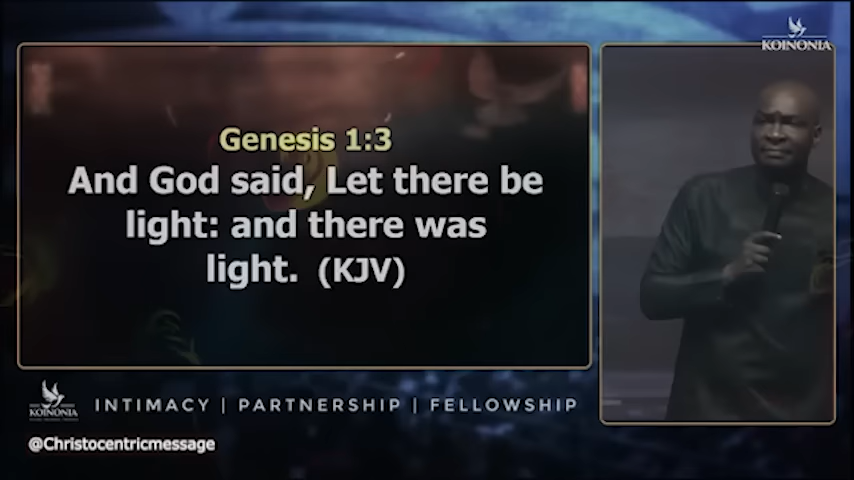 KOINONIA
Genesis 1:3
And God said, Let there be
light: and there was
light. (KJV)
KOINONIA
INTIMACY | PARTNERSHIP | FELLOWSHIP
@Christocentricmessage